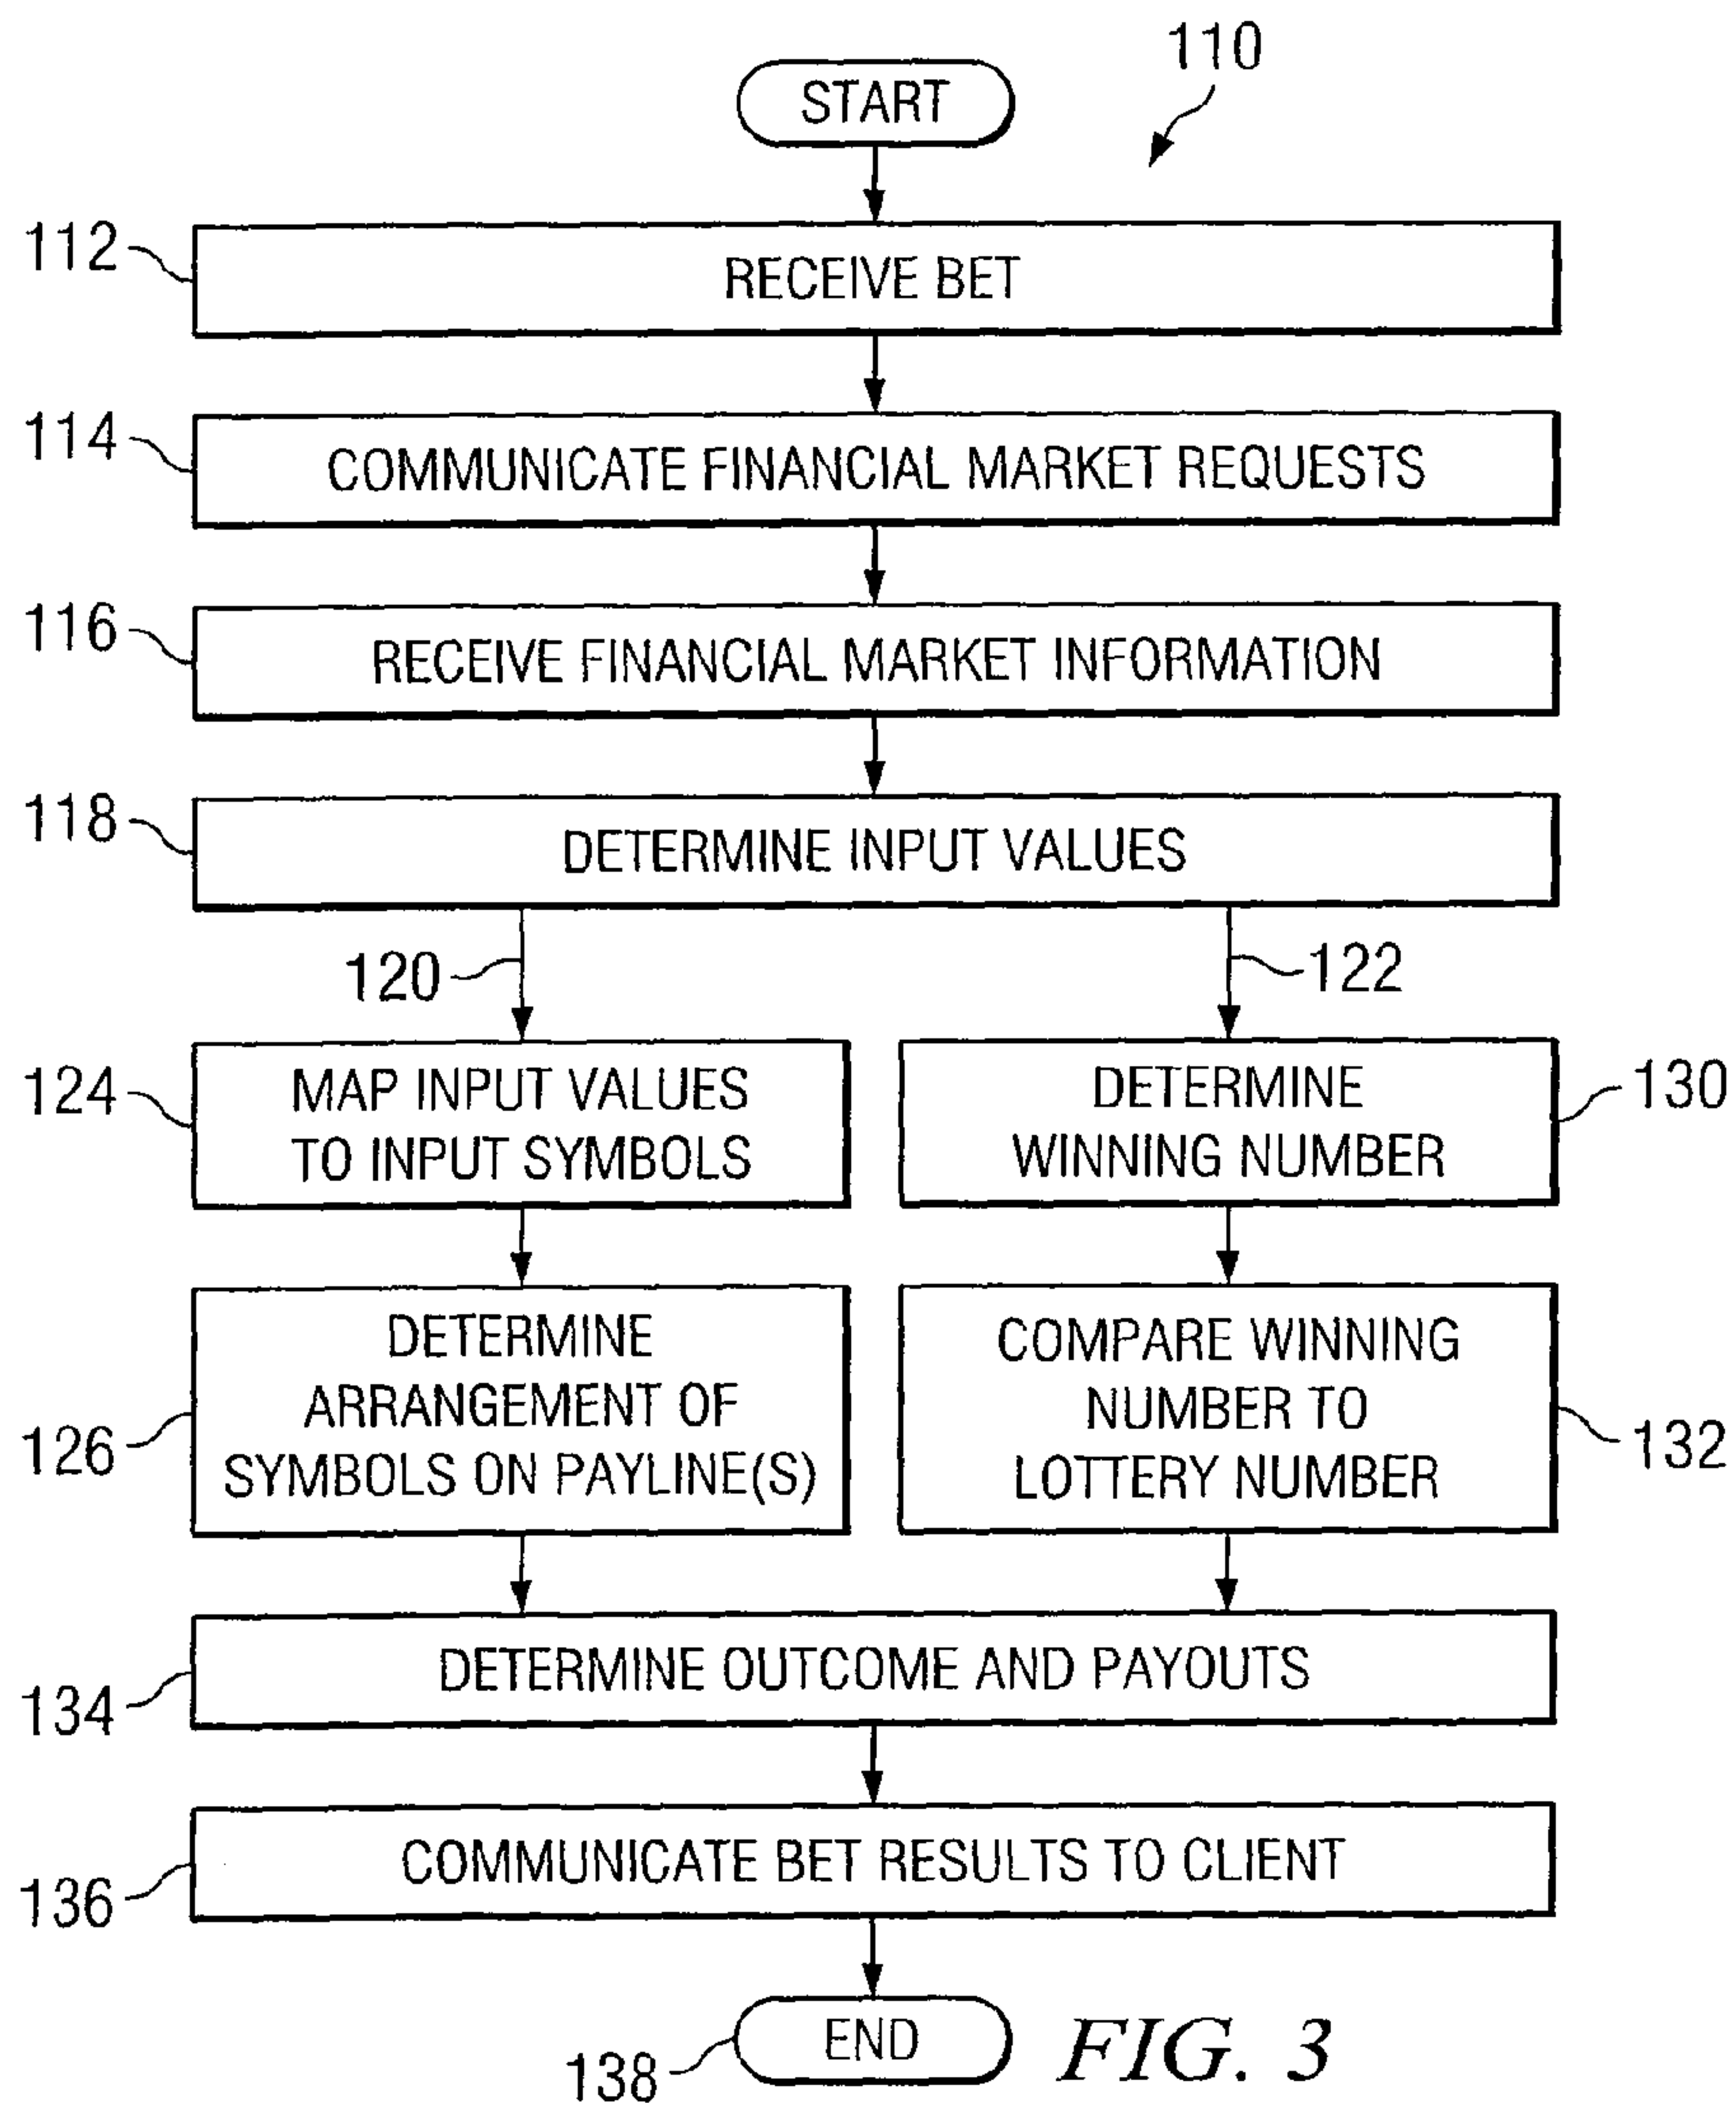 110
START
112
RECEIVE BET
114
COMMUNICATE FINANCIAL MARKET REQUESTS
116
RECEIVE FINANCIAL MARKET INFORMATION
118
DETERMINE INPUT VALUES
120
122
124
MAP INPUT VALUES
TO INPUT SYMBOLS
DETERMINE
WINNING NUMBER
130
126
DETERMINE
ARRANGEMENT OF
SYMBOLS ON PAYLINE(S)
COMPARE WINNING
NUMBER TO
LOTTERY NUMBER
132
134
DETERMINE OUTCOME AND PAYOUTS
136
COMMUNICATE BET RESULTS TO CLIENT
138
END
FIG. 3